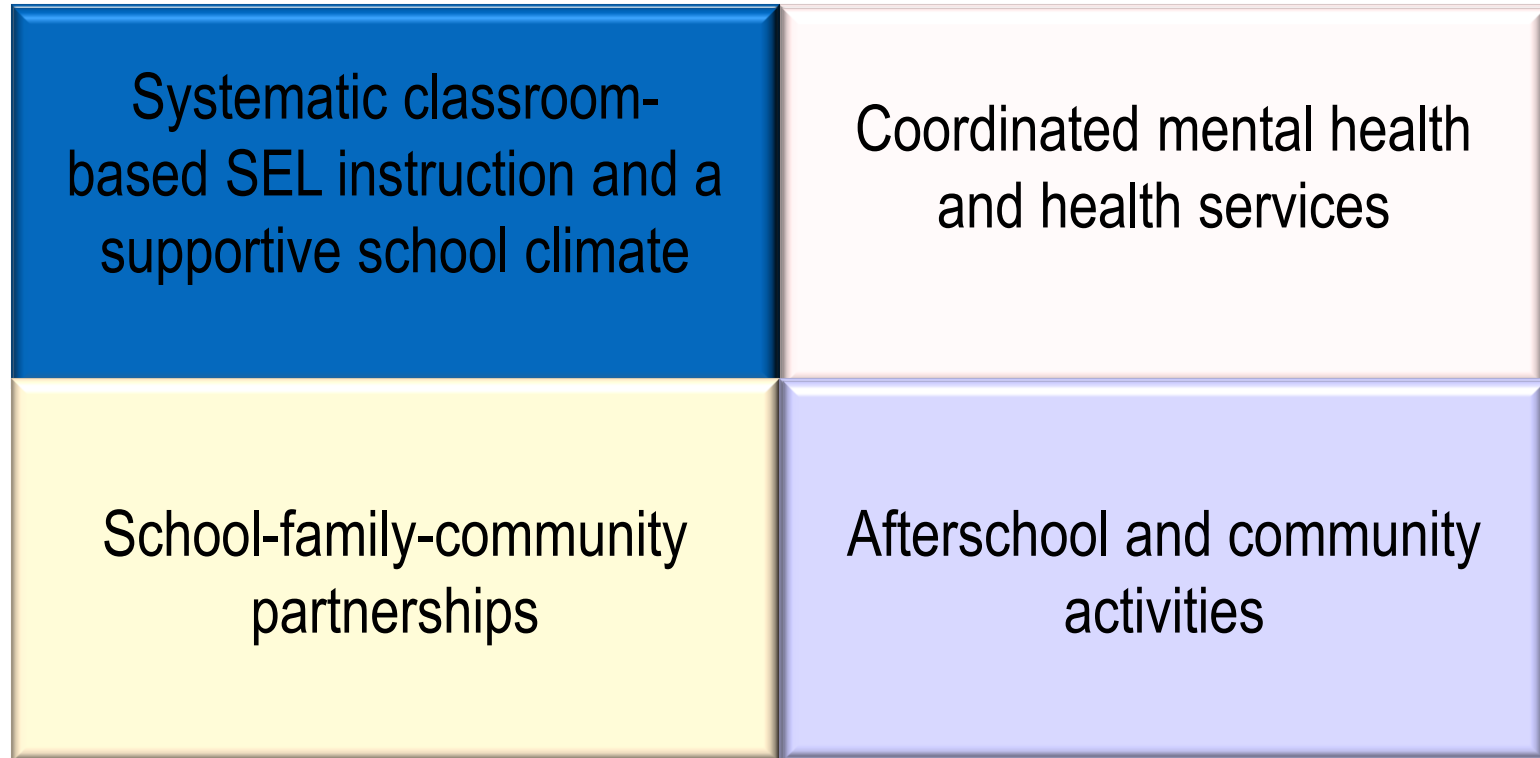 Systematic classroom-
based SEL instruction and a
supportive school climate
Coordinated mental health
and health services
School-family-community
partnerships
Afterschool and community
activities